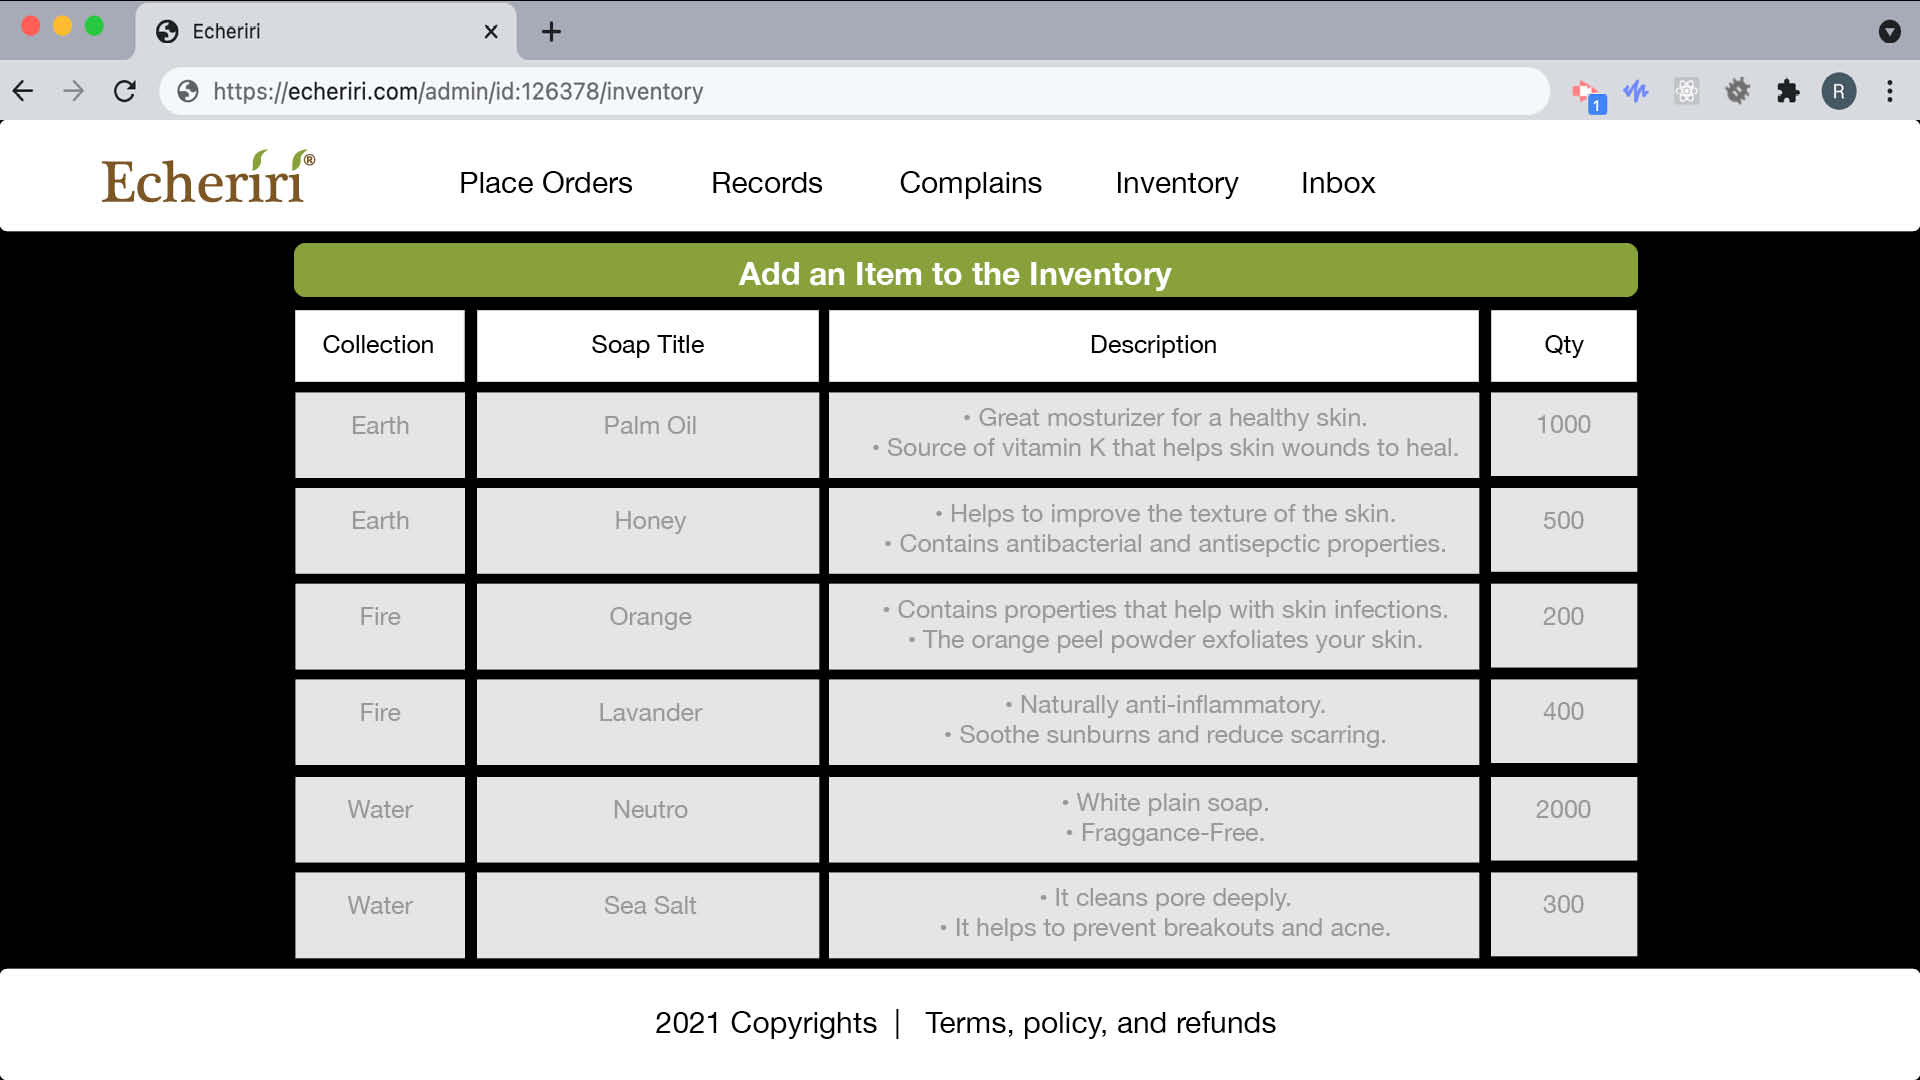 Echeriri
https://echeriri.com/admin/id:126378/inventory
1
R
Echeriri®
Place Orders Records Complains Inventory Inbox
Add an Item to the Inventory
Collection Soap Title Description Qty
Earth Palm Oil • Great mosturizer for a healthy skin. 1000
• Source of vitamin K that helps skin wounds to heal.
Earth Honey • Helps to improve the texture of the skin. 500
• Contains antibacterial and antisepctic properties.
Fire Orange • Contains properties that help with skin infections. 200
• The orange peel powder exfoliates your skin.
Fire Lavander • Naturally anti-inflammatory. 400
• Soothe sunburns and reduce scarring.
Water Neutro • White plain soap. 2000
• Fraggance-Free.
Water Sea Salt • It cleans pore deeply. 300
• It helps to prevent breakouts and acne.
2021 Copyrights | Terms, policy, and refunds